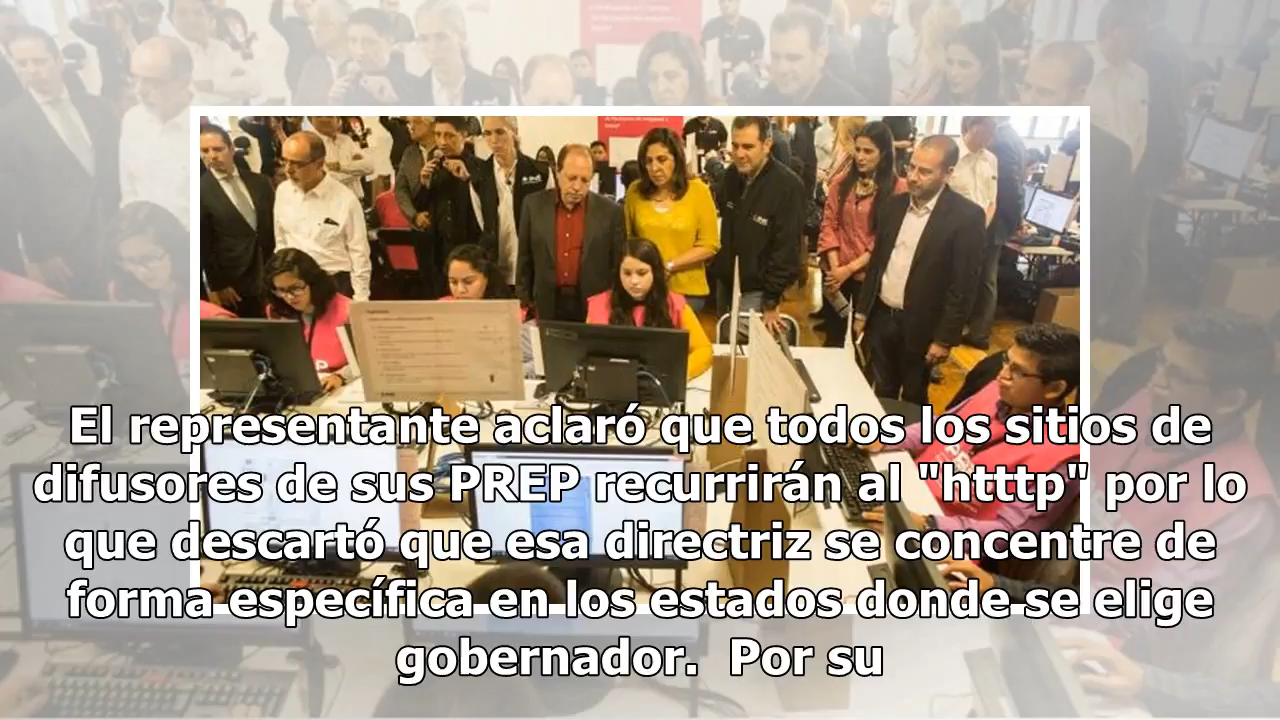 El representante aclaró que todos los sitios de
difusores de sus PREP recurrirán al "htttp" por lo
que descartó que esa directriz se concentre de
forma específica en los estados donde se elige
gobernador.  Por su